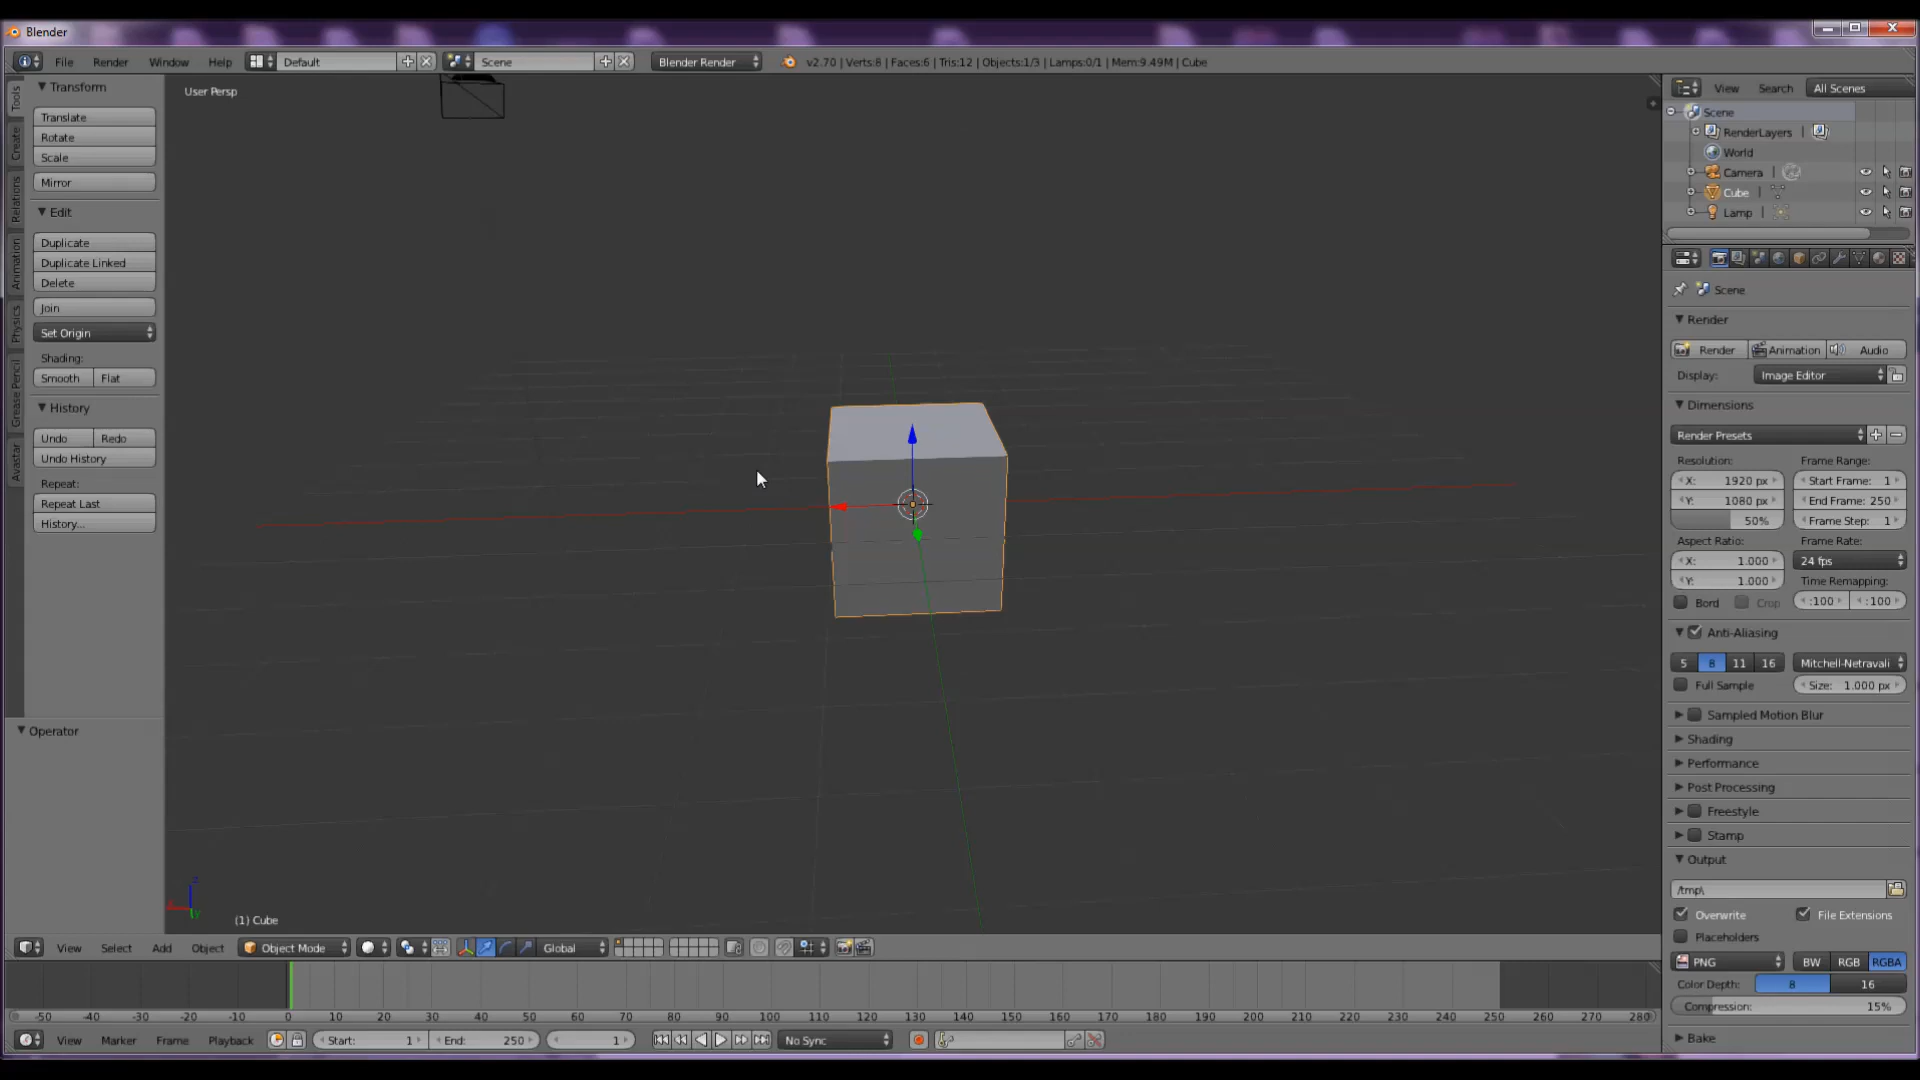 Blender
File Render Window Help Default Scene Blender Render v2.70 | Verts:8 | Faces:6 | Tris:12 | Objects:1/3 | Lamps:0/1 | Mem:9.49M | Cube
Tools
Create
Relations
Animation
Physics
Grease Pencil
Avastar
Transform
Translate
Rotate
Scale
Mirror
Edit
Duplicate
Duplicate Linked
Delete
Join
Set Origin
Shading:
Smooth Flat
History
Undo Redo
Undo History
Repeat:
Repeat Last
History...
Operator
User Persp
(1) Cube
View Select Add Object Object Mode Global
-50 -40 -30 -20 -10 0 10 20 30 40 50 60 70 80 90 100 110 120 130 140 150 160 170 180 190 200 210 220 230 240 250 260 270 280
View Marker Frame Playback Start: 1 End: 250 1 No Sync
View Search All Scenes
Scene
RenderLayers
World
Camera
Cube
Lamp
Scene
Render
Render Animation Audio
Display: Image Editor
Dimensions
Render Presets
Resolution: Frame Range:
X: 1920 px Start Frame: 1
Y: 1080 px End Frame: 250
50% Frame Step: 1
Aspect Ratio: Frame Rate:
X: 1.000 24 fps
Y: 1.000 Time Remapping:
Bord Crop :100 :100
Anti-Aliasing
5 8 11 16 Mitchell-Netravali
Full Sample Size: 1.000 px
Sampled Motion Blur
Shading
Performance
Post Processing
Freestyle
Stamp
Output
/tmp\
Overwrite File Extensions
Placeholders
PNG BW RGB RGBA
Color Depth: 8 16
Compression: 15%
Bake